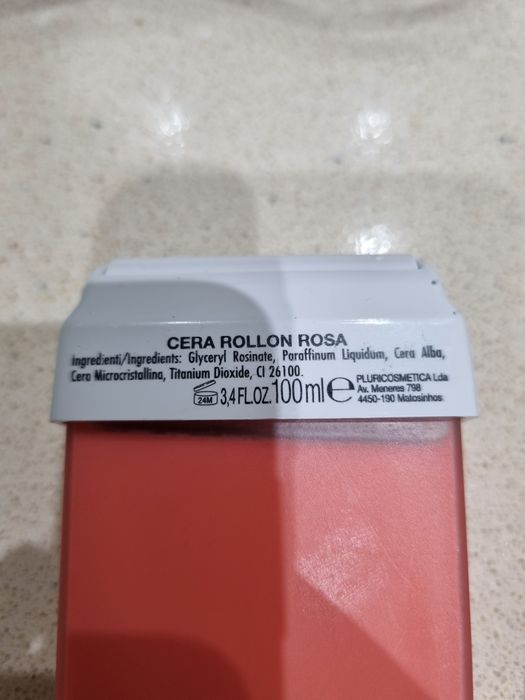 CERA ROLLON ROSA
Ingredienti/Ingredients: Glyceryl Rosinate, Paraffinum Liquidum, Cera Alba,
Cera Microcristallina, Titanium Dioxide, CI 26100.
24M 3,4 FL.OZ. 100 ml ℮
PLURICOSMETICA Lda
Av. Meneres 798
4450-190 Matosinhos